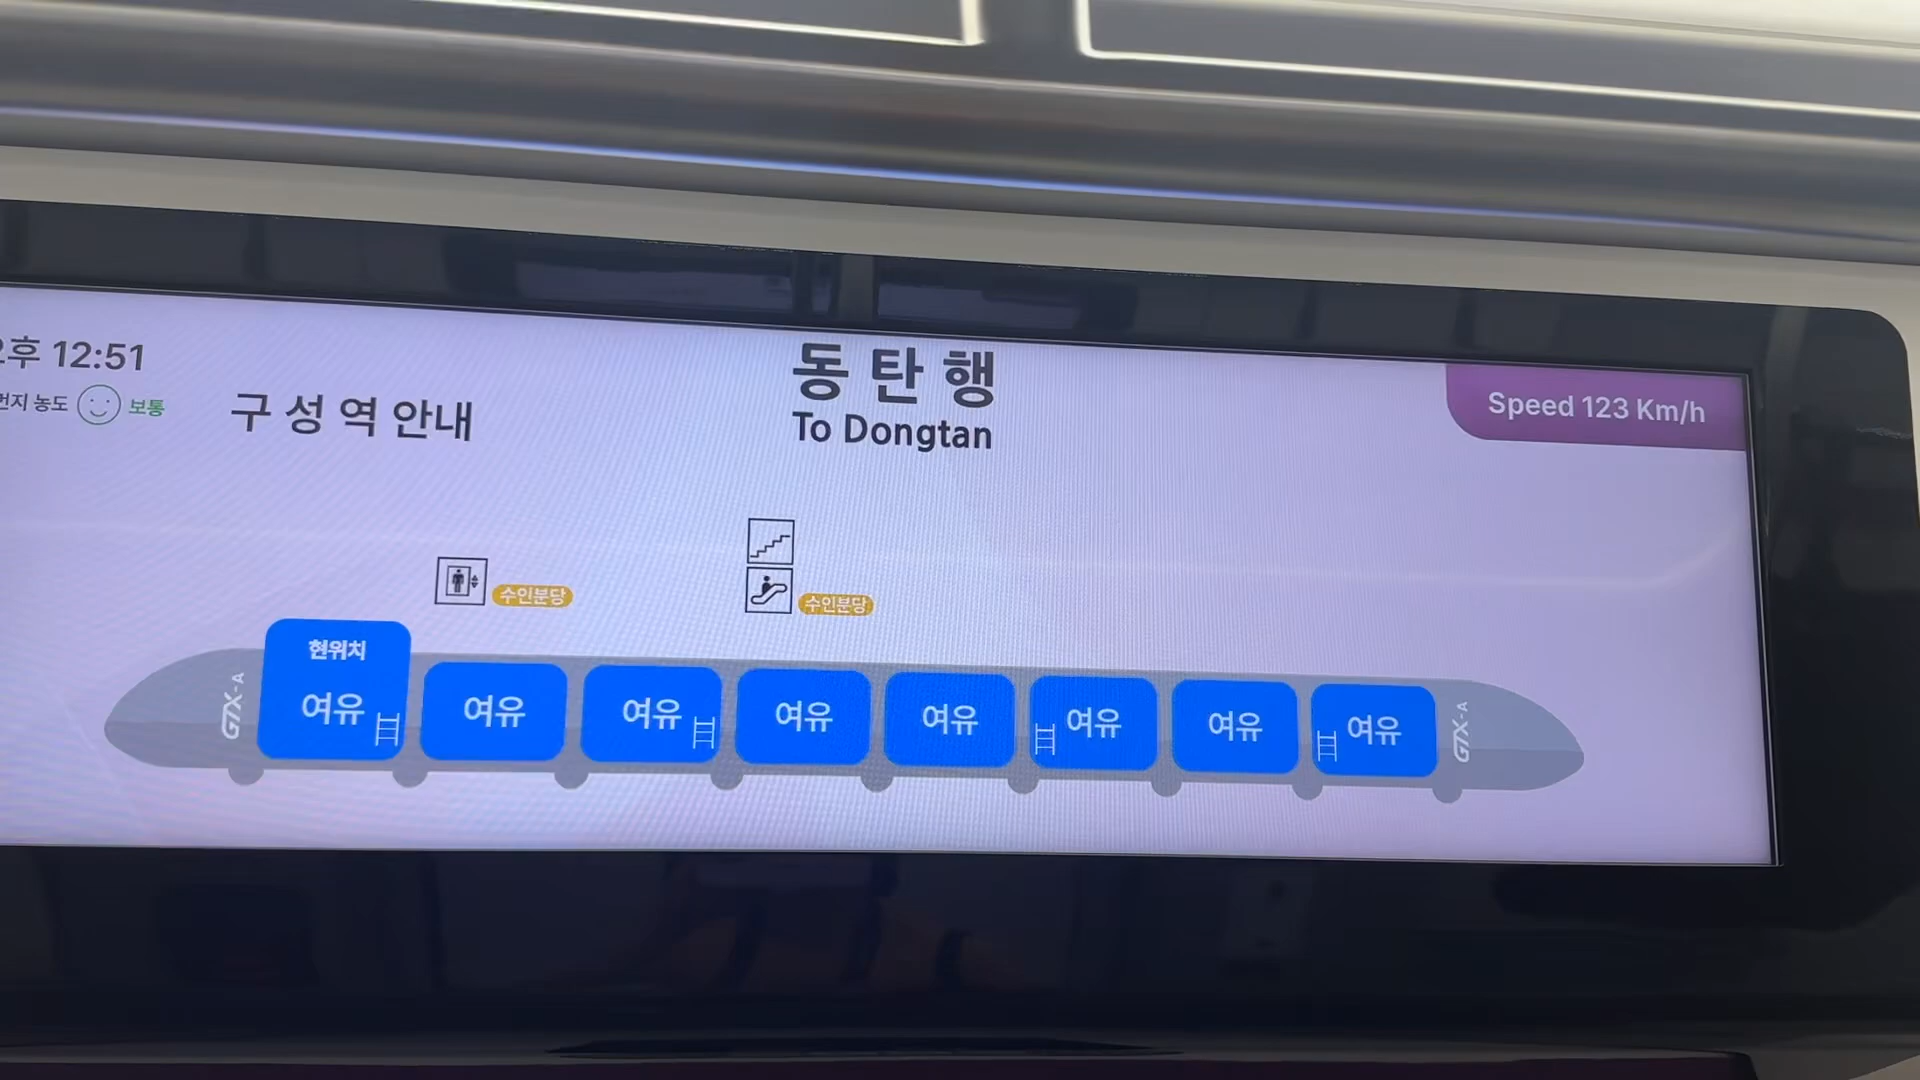 오후 12:51
먼지 농도 보통
구성역 안내
동탄행
To Dongtan
Speed 123 Km/h
수인분당
수인분당
현위치
GTX-A
여유
여유
여유
여유
여유
여유
여유
여유
GTX-A